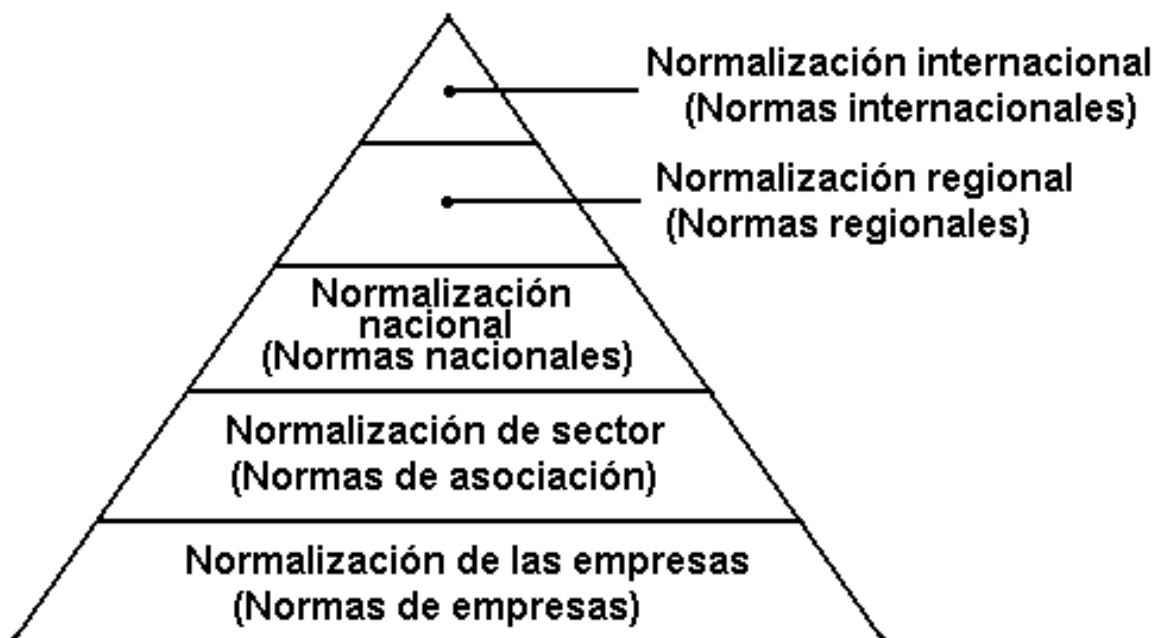 Normalización internacional
(Normas internacionales)
Normalización regional
(Normas regionales)
Normalización
nacional
(Normas nacionales)
Normalización de sector
(Normas de asociación)
Normalización de las empresas
(Normas de empresas)